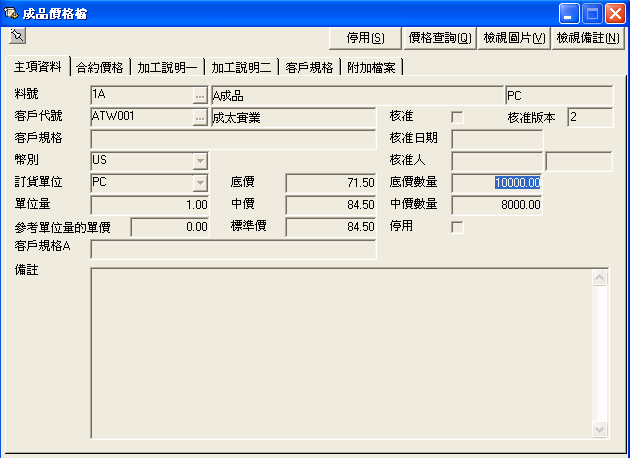 成品價格檔
停用(S) 價格查詢(Q) 檢視圖片(V) 檢視備註(N)
主項資料 合約價格 加工說明一 加工說明二 客戶規格 附加檔案
料號 1A ... A成品 PC
客戶代號 ATW001 ... 成太實業 核准 核准版本 2
客戶規格 核准日期
幣別 US 核准人
訂貨單位 PC 底價 71.50 底價數量 10000.00
單位量 1.00 中價 84.50 中價數量 8000.00
參考單位量的單價 0.00 標準價 84.50 停用
客戶規格A
備註